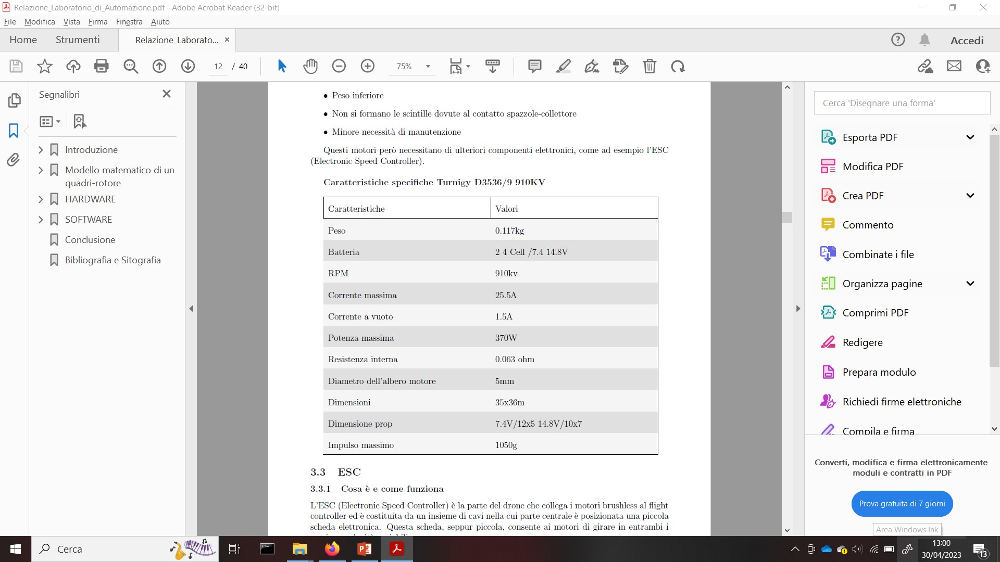 Relazione_Laboratorio_di_Automazione.pdf - Adobe Acrobat Reader (32-bit)
File Modifica Vista Firma Finestra Aiuto
Home Strumenti Relazione_Laborato... × Accedi
12 / 40 75%
Segnalibri
Introduzione
Modello matematico di un
quadri-rotore
HARDWARE
SOFTWARE
Conclusione
Bibliografia e Sitografia
• Peso inferiore
• Non si formano le scintille dovute al contatto spazzole-collettore
• Minore necessità di manutenzione
Questi motori però necessitano di ulteriori componenti elettronici, come ad esempio l'ESC
(Electronic Speed Controller).
Caratteristiche specifiche Turnigy D3536/9 910KV
Caratteristiche Valori
Peso 0.117kg
Batteria 2 4 Cell /7.4 14.8V
RPM 910kv
Corrente massima 25.5A
Corrente a vuoto 1.5A
Potenza massima 370W
Resistenza interna 0.063 ohm
Diametro dell'albero motore 5mm
Dimensioni 35x36m
Dimensione prop 7.4V/12x5 14.8V/10x7
Impulso massimo 1050g
3.3 ESC
3.3.1 Cosa è e come funziona
L'ESC (Electronic Speed Controller) è la parte del drone che collega i motori brushless al flight
controller ed è costituita da un insieme di cavi nella cui parte centrale è posizionata una piccola
scheda elettronica. Questa scheda, seppur piccola, consente ai motori di girare in entrambi i
Cerca 'Disegnare una forma'
Esporta PDF
Modifica PDF
Crea PDF
Commento
Combinate i file
Organizza pagine
Comprimi PDF
Redigere
Prepara modulo
Richiedi firme elettroniche
Compila e firma
Converti, modifica e firma elettronicamente
moduli e contratti in PDF
Prova gratuita di 7 giorni
Area Windows Ink
Cerca
13:00
30/04/2023
13